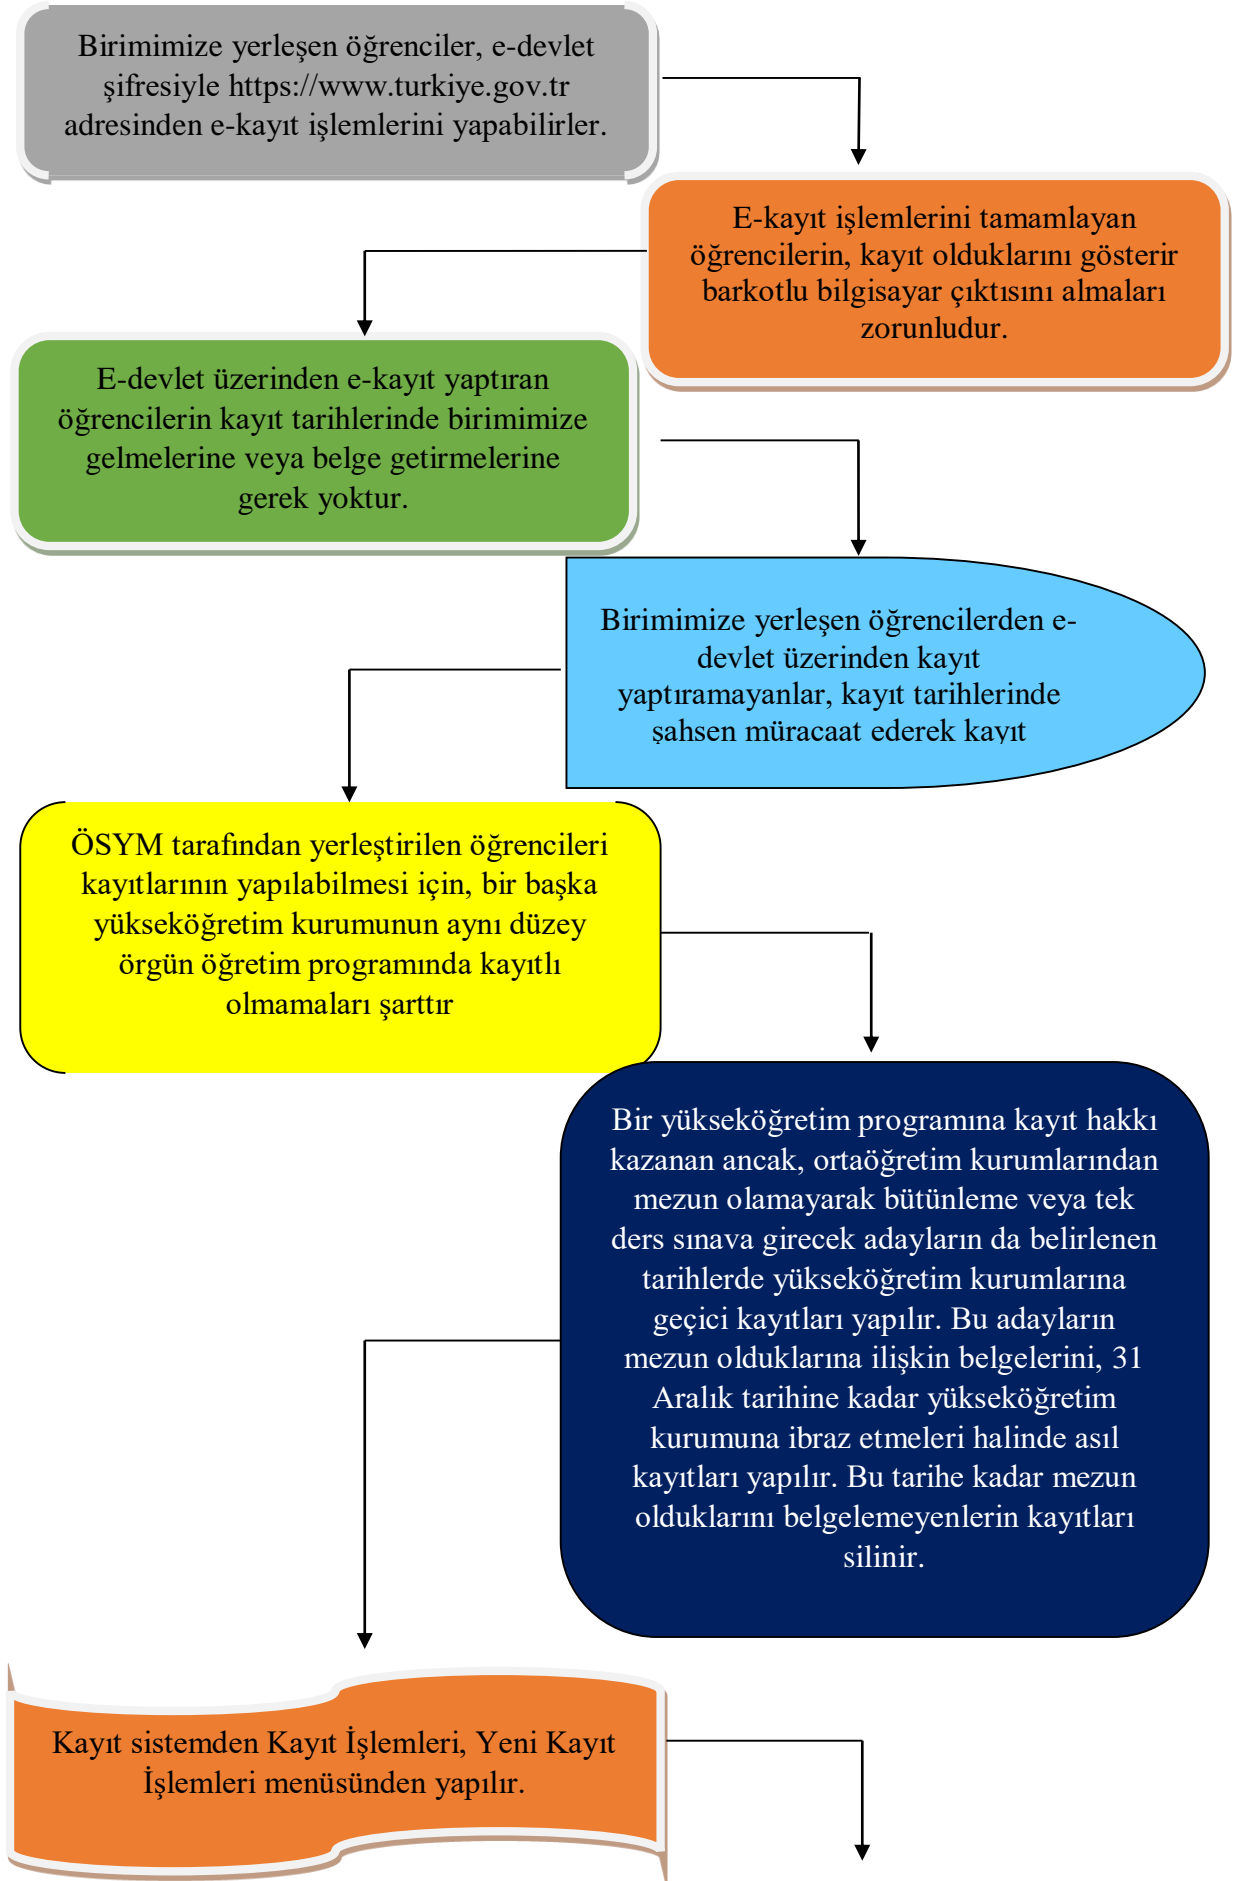 Birimimize yerleşen öğrenciler, e-devlet
şifresiyle https://www.turkiye.gov.tr
adresinden e-kayıt işlemlerini yapabilirler.
E-kayıt işlemlerini tamamlayan
öğrencilerin, kayıt olduklarını gösterir
barkotlu bilgisayar çıktısını almaları
zorunludur.
E-devlet üzerinden e-kayıt yaptıran
öğrencilerin kayıt tarihlerinde birimimize
gelmelerine veya belge getirmelerine
gerek yoktur.
Birimimize yerleşen öğrencilerden e-
devlet üzerinden kayıt
yaptıramayanlar, kayıt tarihlerinde
şahsen müracaat ederek kayıt
ÖSYM tarafından yerleştirilen öğrencileri
kayıtlarının yapılabilmesi için, bir başka
yükseköğretim kurumunun aynı düzey
örgün öğretim programında kayıtlı
olmamaları şarttır
Bir yükseköğretim programına kayıt hakkı
kazanan ancak, ortaöğretim kurumlarından
mezun olamayarak bütünleme veya tek
ders sınava girecek adayların da belirlenen
tarihlerde yükseköğretim kurumlarına
geçici kayıtları yapılır. Bu adayların
mezun olduklarına ilişkin belgelerini, 31
Aralık tarihine kadar yükseköğretim
kurumuna ibraz etmeleri halinde asıl
kayıtları yapılır. Bu tarihe kadar mezun
olduklarını belgelemeyenlerin kayıtları
silinir.
Kayıt sistemden Kayıt İşlemleri, Yeni Kayıt
İşlemleri menüsünden yapılır.